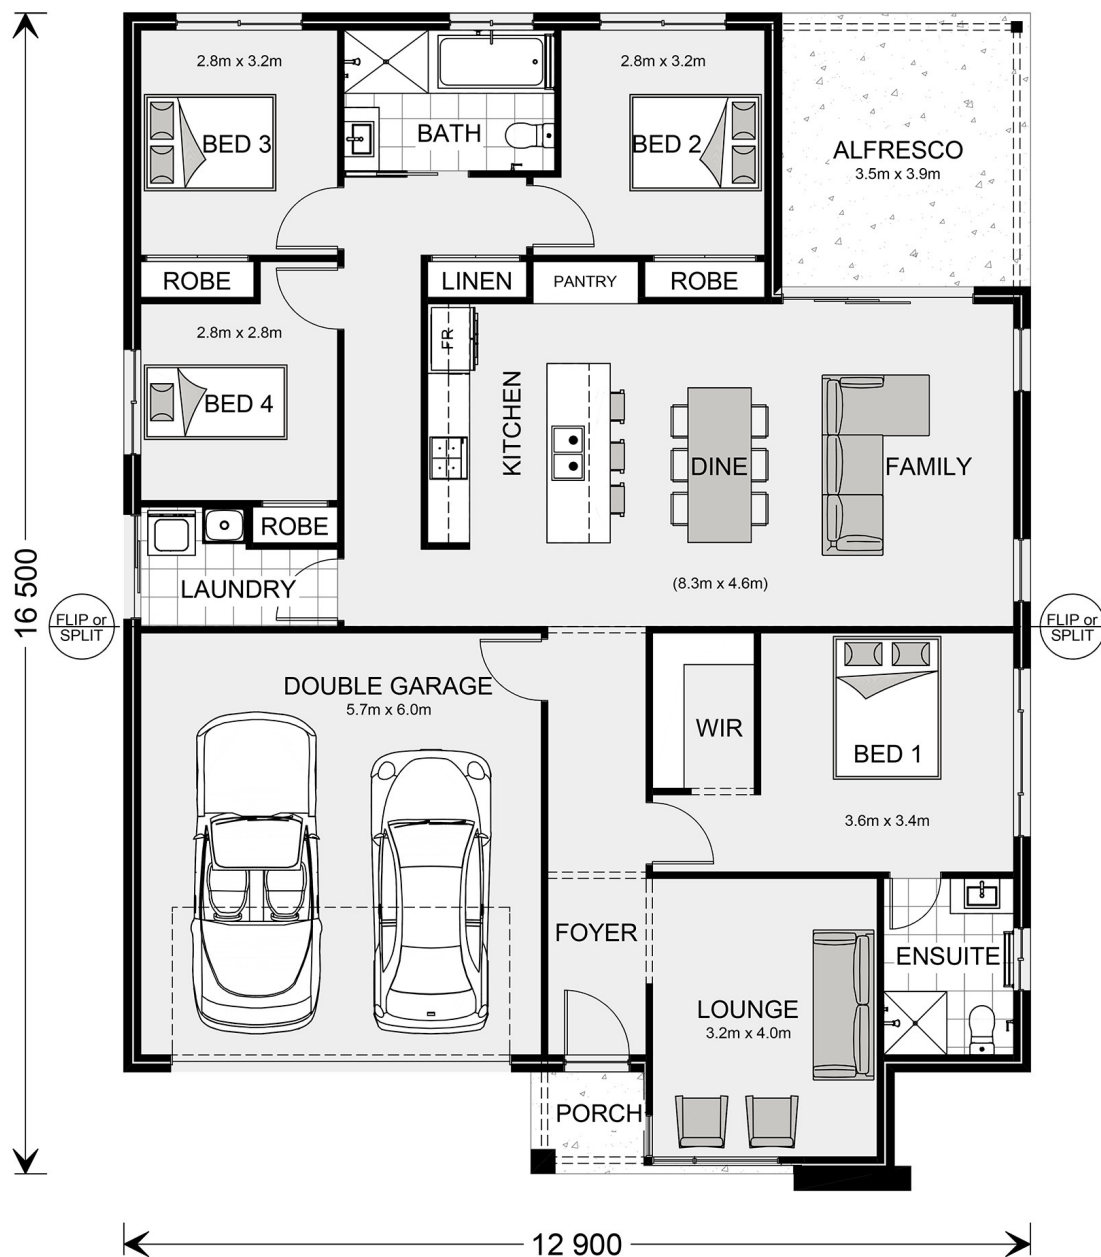 2.8m x 3.2m
BED 3
BATH
2.8m x 3.2m
BED 2
ALFRESCO
3.5m x 3.9m
ROBE
LINEN
PANTRY
ROBE
2.8m x 2.8m
BED 4
FR
KITCHEN
DINE
FAMILY
(8.3m x 4.6m)
ROBE
LAUNDRY
16 500
FLIP or
SPLIT
FLIP or
SPLIT
DOUBLE GARAGE
5.7m x 6.0m
WIR
BED 1
3.6m x 3.4m
FOYER
ENSUITE
LOUNGE
3.2m x 4.0m
PORCH
12 900